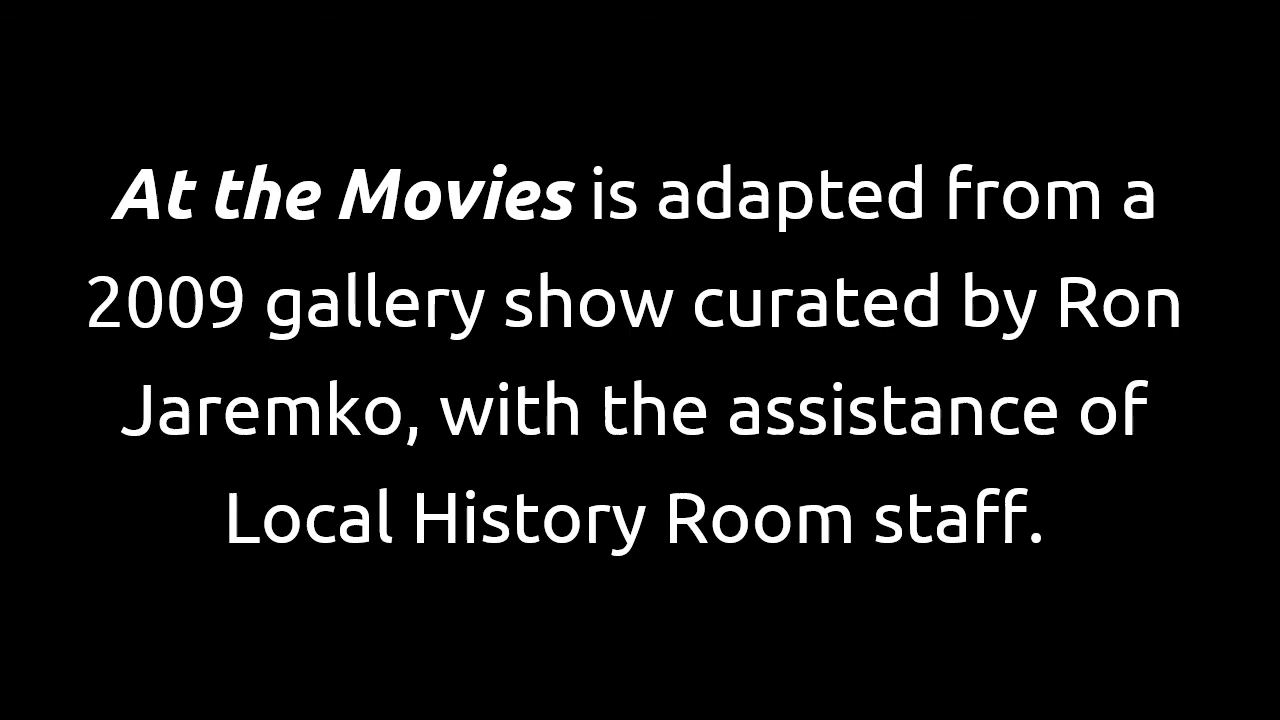 At the Movies is adapted from a
2009 gallery show curated by Ron
Jaremko, with the assistance of
Local History Room staff.